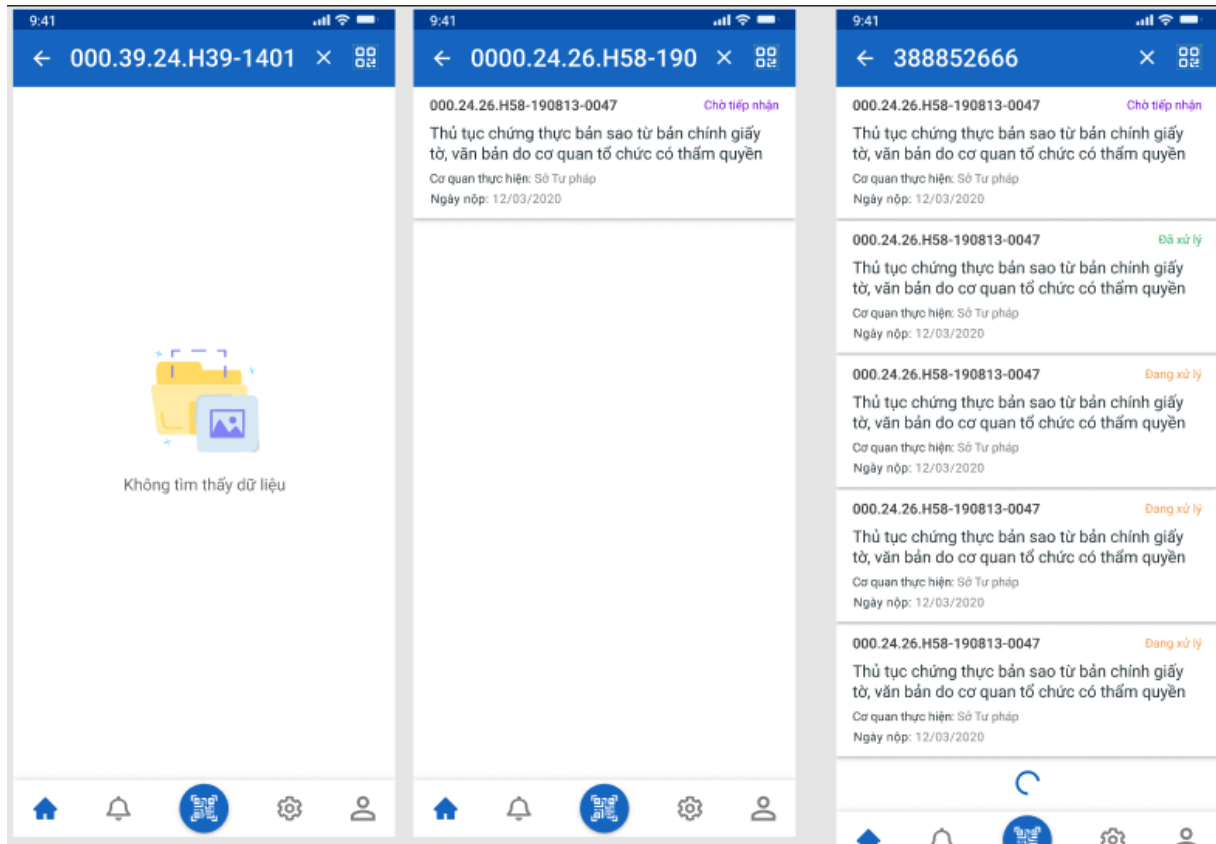 9:41
000.39.24.H39-1401
Không tìm thấy dữ liệu
9:41
0000.24.26.H58-190
000.24.26.H58-190813-0047 Chờ tiếp nhận
Thủ tục chứng thực bản sao từ bản chính giấy
tờ, văn bản do cơ quan tổ chức có thẩm quyền
Cơ quan thực hiện: Sở Tư pháp
Ngày nộp: 12/03/2020
9:41
388852666
000.24.26.H58-190813-0047 Chờ tiếp nhận
Thủ tục chứng thực bản sao từ bản chính giấy
tờ, văn bản do cơ quan tổ chức có thẩm quyền
Cơ quan thực hiện: Sở Tư pháp
Ngày nộp: 12/03/2020
000.24.26.H58-190813-0047 Đã xử lý
Thủ tục chứng thực bản sao từ bản chính giấy
tờ, văn bản do cơ quan tổ chức có thẩm quyền
Cơ quan thực hiện: Sở Tư pháp
Ngày nộp: 12/03/2020
000.24.26.H58-190813-0047 Đang xử lý
Thủ tục chứng thực bản sao từ bản chính giấy
tờ, văn bản do cơ quan tổ chức có thẩm quyền
Cơ quan thực hiện: Sở Tư pháp
Ngày nộp: 12/03/2020
000.24.26.H58-190813-0047 Đang xử lý
Thủ tục chứng thực bản sao từ bản chính giấy
tờ, văn bản do cơ quan tổ chức có thẩm quyền
Cơ quan thực hiện: Sở Tư pháp
Ngày nộp: 12/03/2020
000.24.26.H58-190813-0047 Đang xử lý
Thủ tục chứng thực bản sao từ bản chính giấy
tờ, văn bản do cơ quan tổ chức có thẩm quyền
Cơ quan thực hiện: Sở Tư pháp
Ngày nộp: 12/03/2020